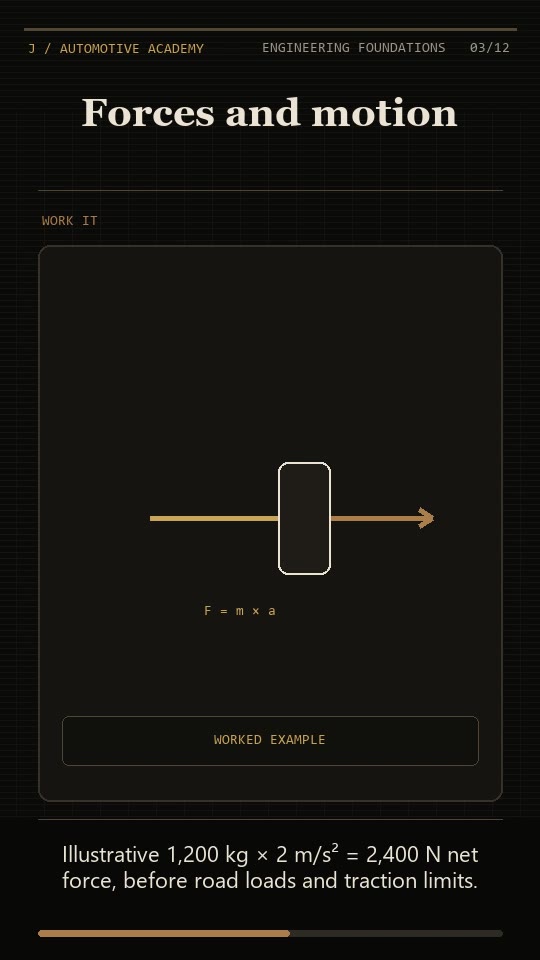 J / AUTOMOTIVE ACADEMY
ENGINEERING FOUNDATIONS 03/12
Forces and motion
WORK IT
F = m × a
WORKED EXAMPLE
Illustrative 1,200 kg × 2 m/s² = 2,400 N net
force, before road loads and traction limits.